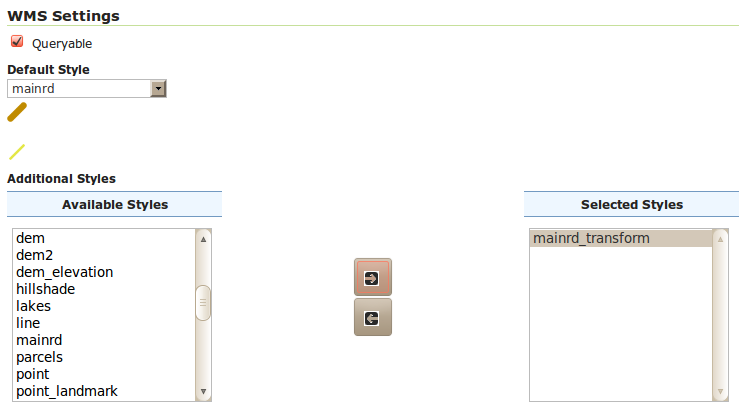 WMS Settings
Queryable
Default Style
mainrd
Additional Styles
Available Styles
Selected Styles
dem
dem2
dem_elevation
hillshade
lakes
line
mainrd
parcels
point
point_landmark
mainrd_transform